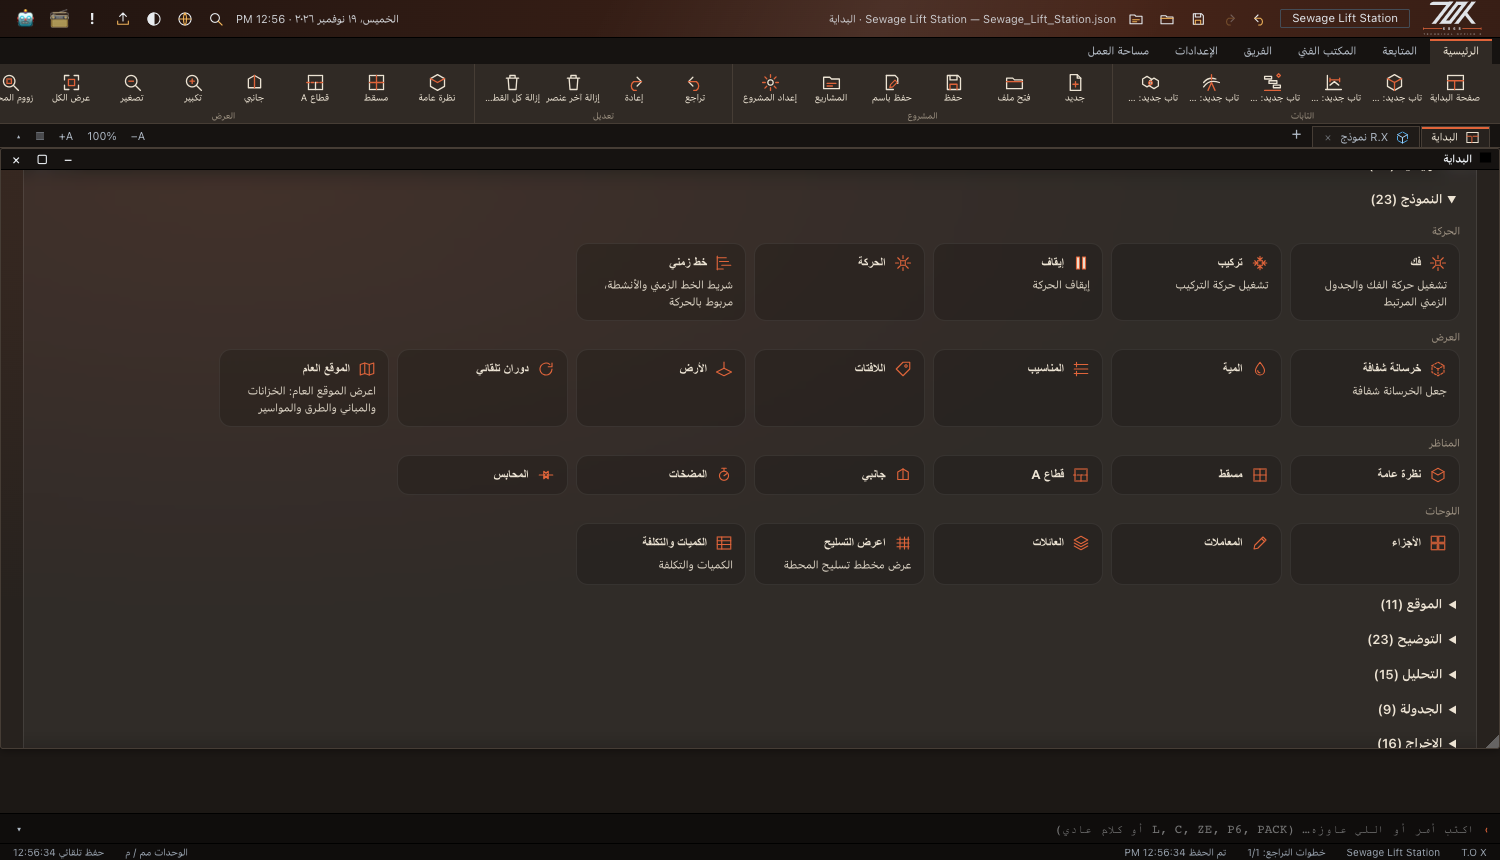 TOX
Sewage Lift Station
Sewage Lift Station — Sewage_Lift_Station.json · البداية
الخميس، ١٩ نوفمبر ٢٠٢٦ · 12:56 PM
الرئيسية
المتابعة
المكتب الفني
الفريق
الإعدادات
مساحة العمل
صفحة البداية
تاب جديد: ...
تاب جديد: ...
تاب جديد: ...
تاب جديد: ...
تاب جديد: ...
التابات
جديد
فتح ملف
حفظ
حفظ باسم
المشاريع
إعداد المشروع
المشروع
تراجع
إعادة
إزالة آخر عنصر
إزالة كل القط...
تعديل
نظرة عامة
مسقط
قطاع A
جانبي
تكبير
تصغير
عرض الكل
زووم المح
العرض
البداية
R.X نموذج ×
+
A− 100% A+
البداية
النموذج (23)
الحركة
فك
تشغيل حركة الفك والجدول
الزمني المرتبط
تركيب
تشغيل حركة التركيب
إيقاف
إيقاف الحركة
الحركة
خط زمني
شريط الخط الزمني والأنشطة،
مربوط بالحركة
العرض
خرسانة شفافة
جعل الخرسانة شفافة
المية
المناسيب
اللافتات
الأرض
دوران تلقائي
الموقع العام
اعرض الموقع العام: الخزانات
والمباني والطرق والمواسير
المناظر
نظرة عامة
مسقط
قطاع A
جانبي
المضخات
المحابس
اللوحات
الأجزاء
المعاملات
العائلات
اعرض التسليح
عرض مخطط تسليح المحطة
الكميات والتكلفة
الكميات والتكلفة
الموقع (11)
التوضيح (23)
التحليل (15)
الجدولة (9)
الإخراج (16)
اكتب أمر أو اللي عاوزه… (L, C, ZE, P6, PACK أو كلام عادي)
T.O X
Sewage Lift Station
خطوات التراجع: 1/1
تم الحفظ 12:56:34 PM
الوحدات مم / م
حفظ تلقائي 12:56:34